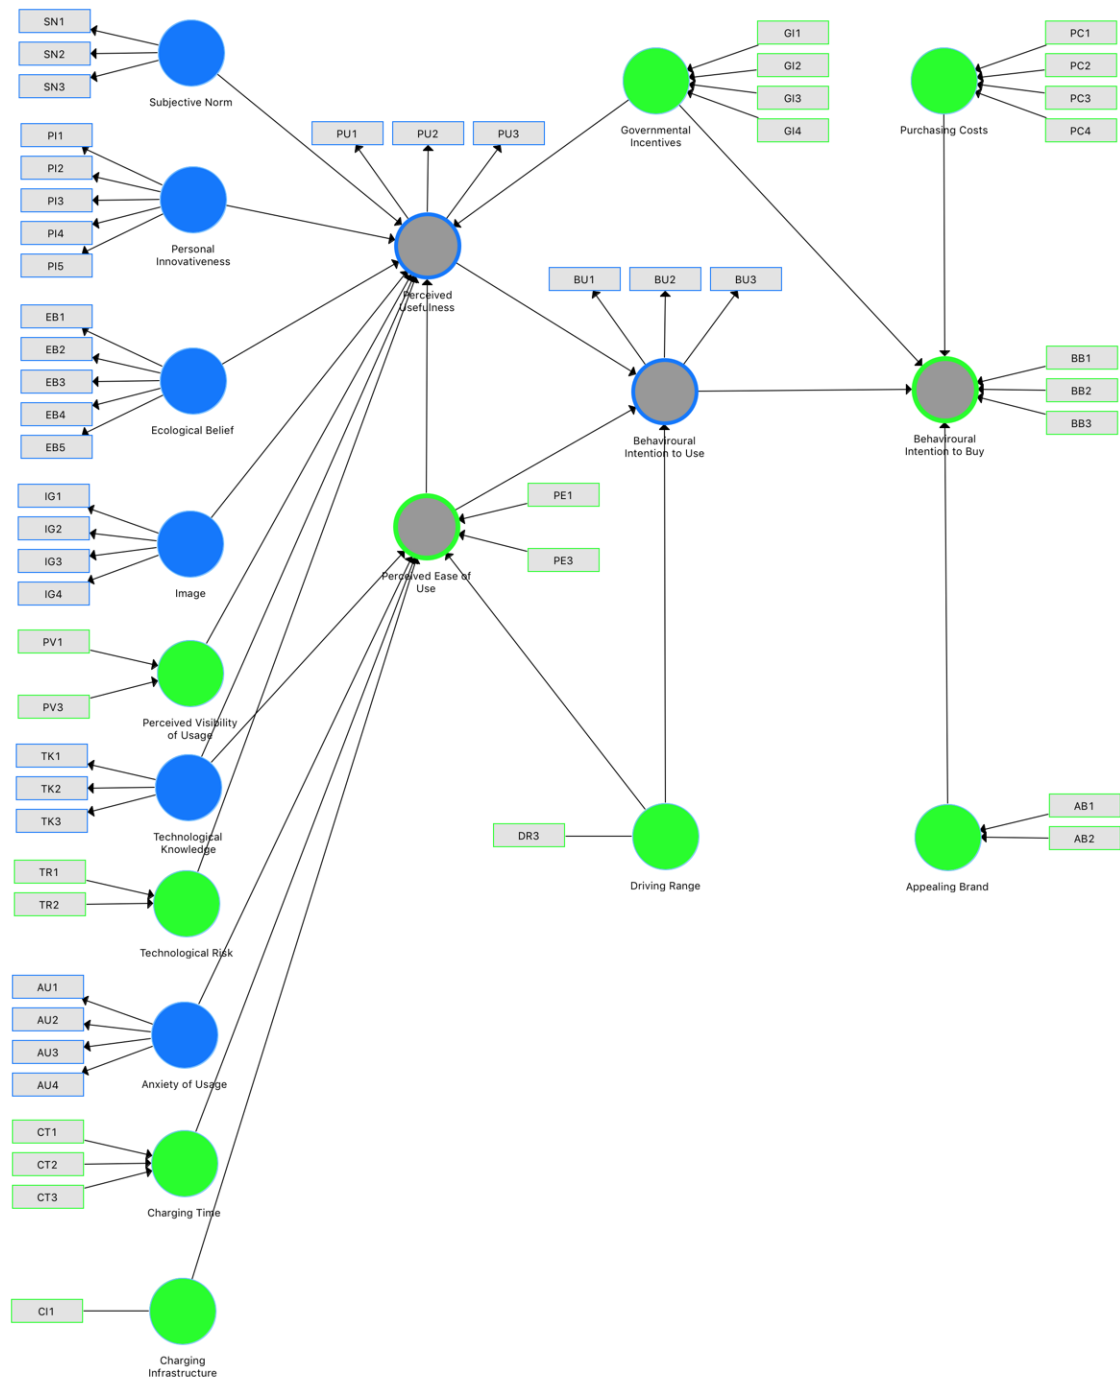 SN1
SN2
SN3
Subjective Norm
PI1
PI2
PI3
PI4
PI5
Personal
Innovativeness
EB1
EB2
EB3
EB4
EB5
Ecological Belief
IG1
IG2
IG3
IG4
Image
PV1
PV3
Perceived Visibility
of Usage
TK1
TK2
TK3
Technological
Knowledge
TR1
TR2
Technological Risk
AU1
AU2
AU3
AU4
Anxiety of Usage
CT1
CT2
CT3
Charging Time
CI1
Charging
Infrastructure
PU1
PU2
PU3
Perceived
Usefulness
PE1
PE3
Perceived Ease of
Use
GI1
GI2
GI3
GI4
Governmental
Incentives
BU1
BU2
BU3
Behaviroural
Intention to Use
DR3
Driving Range
PC1
PC2
PC3
PC4
Purchasing Costs
BB1
BB2
BB3
Behaviroural
Intention to Buy
AB1
AB2
Appealing Brand